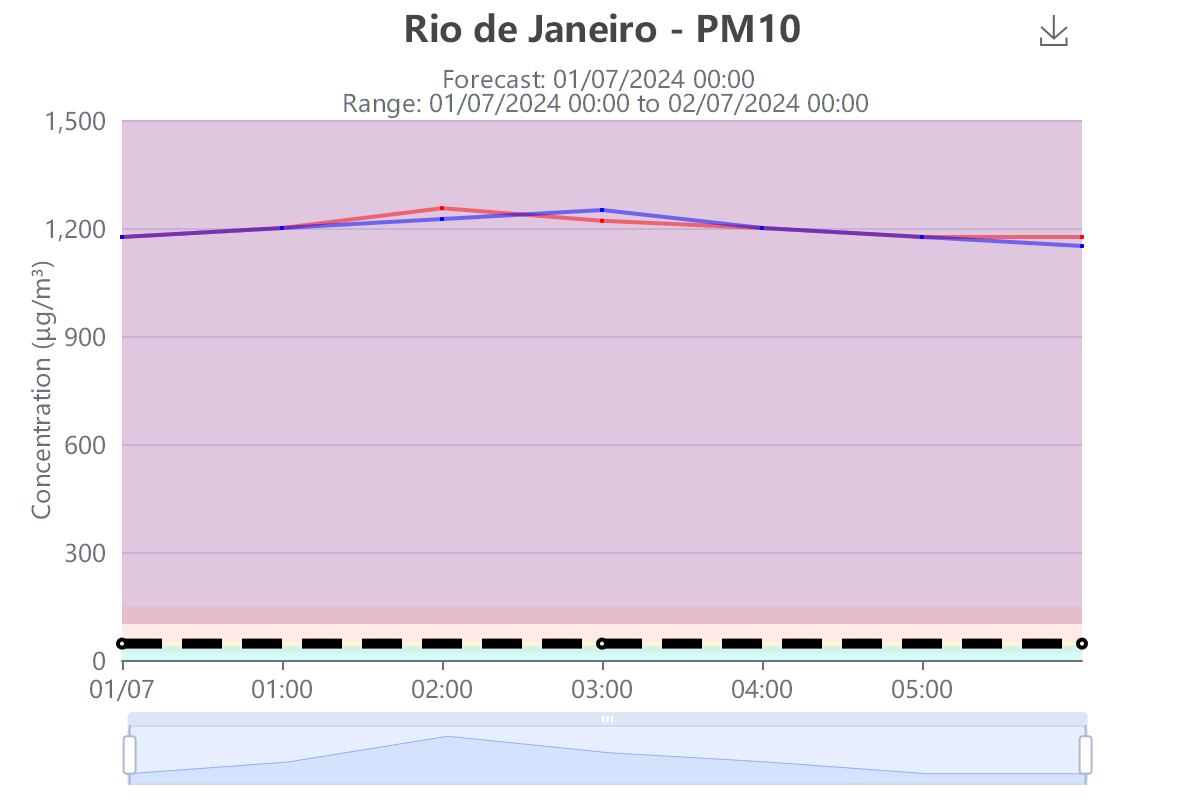 Rio de Janeiro - PM10
Forecast: 01/07/2024 00:00
Range: 01/07/2024 00:00 to 02/07/2024 00:00
Concentration (µg/m³)
1,500
1,200
900
600
300
0
01/07 01:00 02:00 03:00 04:00 05:00